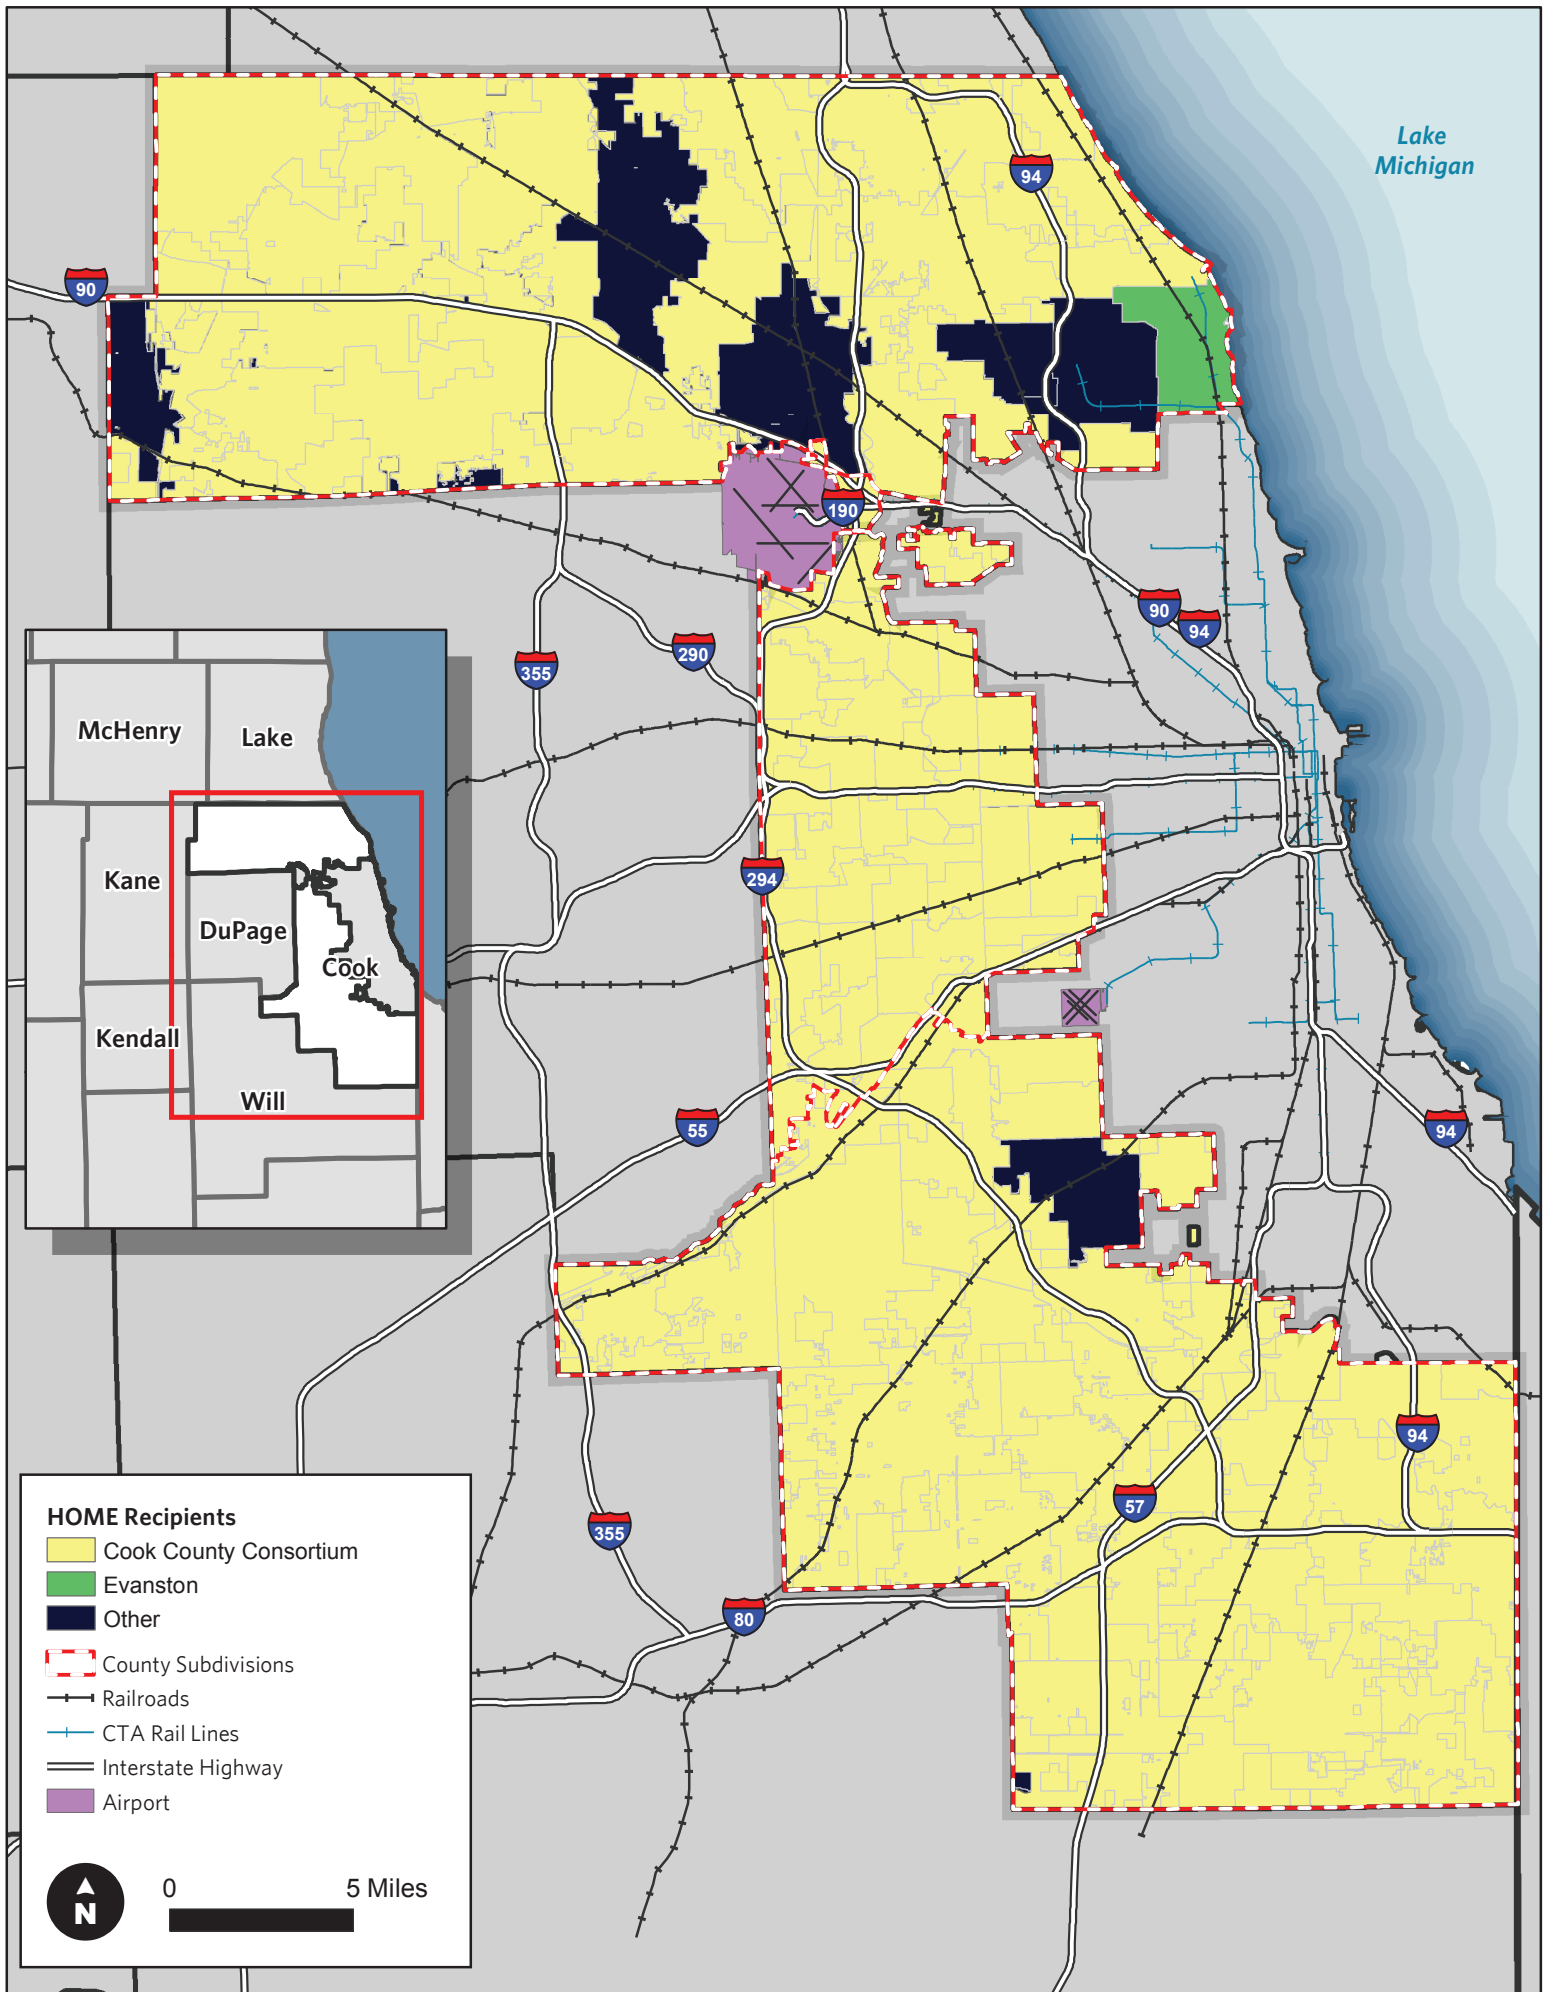 Lake
Michigan
94
90
190
90
94
290
355
McHenry
Lake
Kane
DuPage
Cook
Kendall
Will
294
55
94
94
57
355
80
HOME Recipients
Cook County Consortium
Evanston
Other
County Subdivisions
Railroads
CTA Rail Lines
Interstate Highway
Airport
N
0
5 Miles